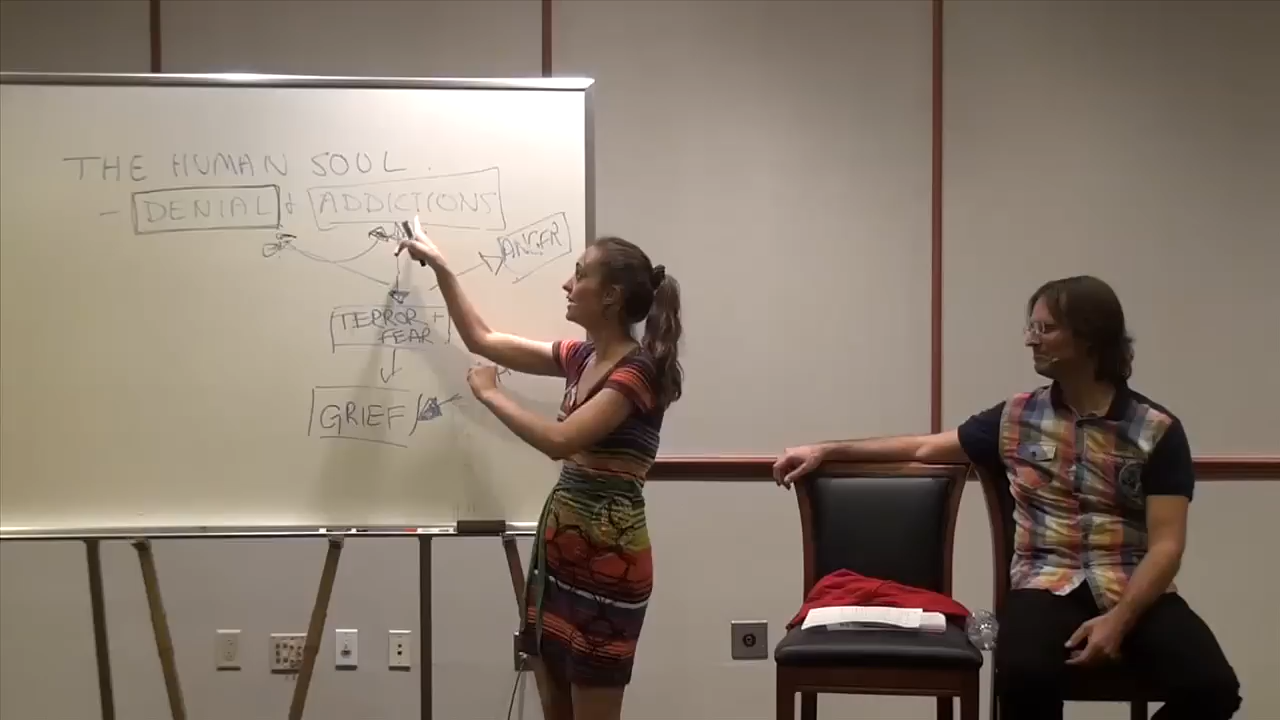 THE HUMAN SOUL.
- DENIAL & ADDICTIONS
ANGER
TERROR +
FEAR
GRIEF